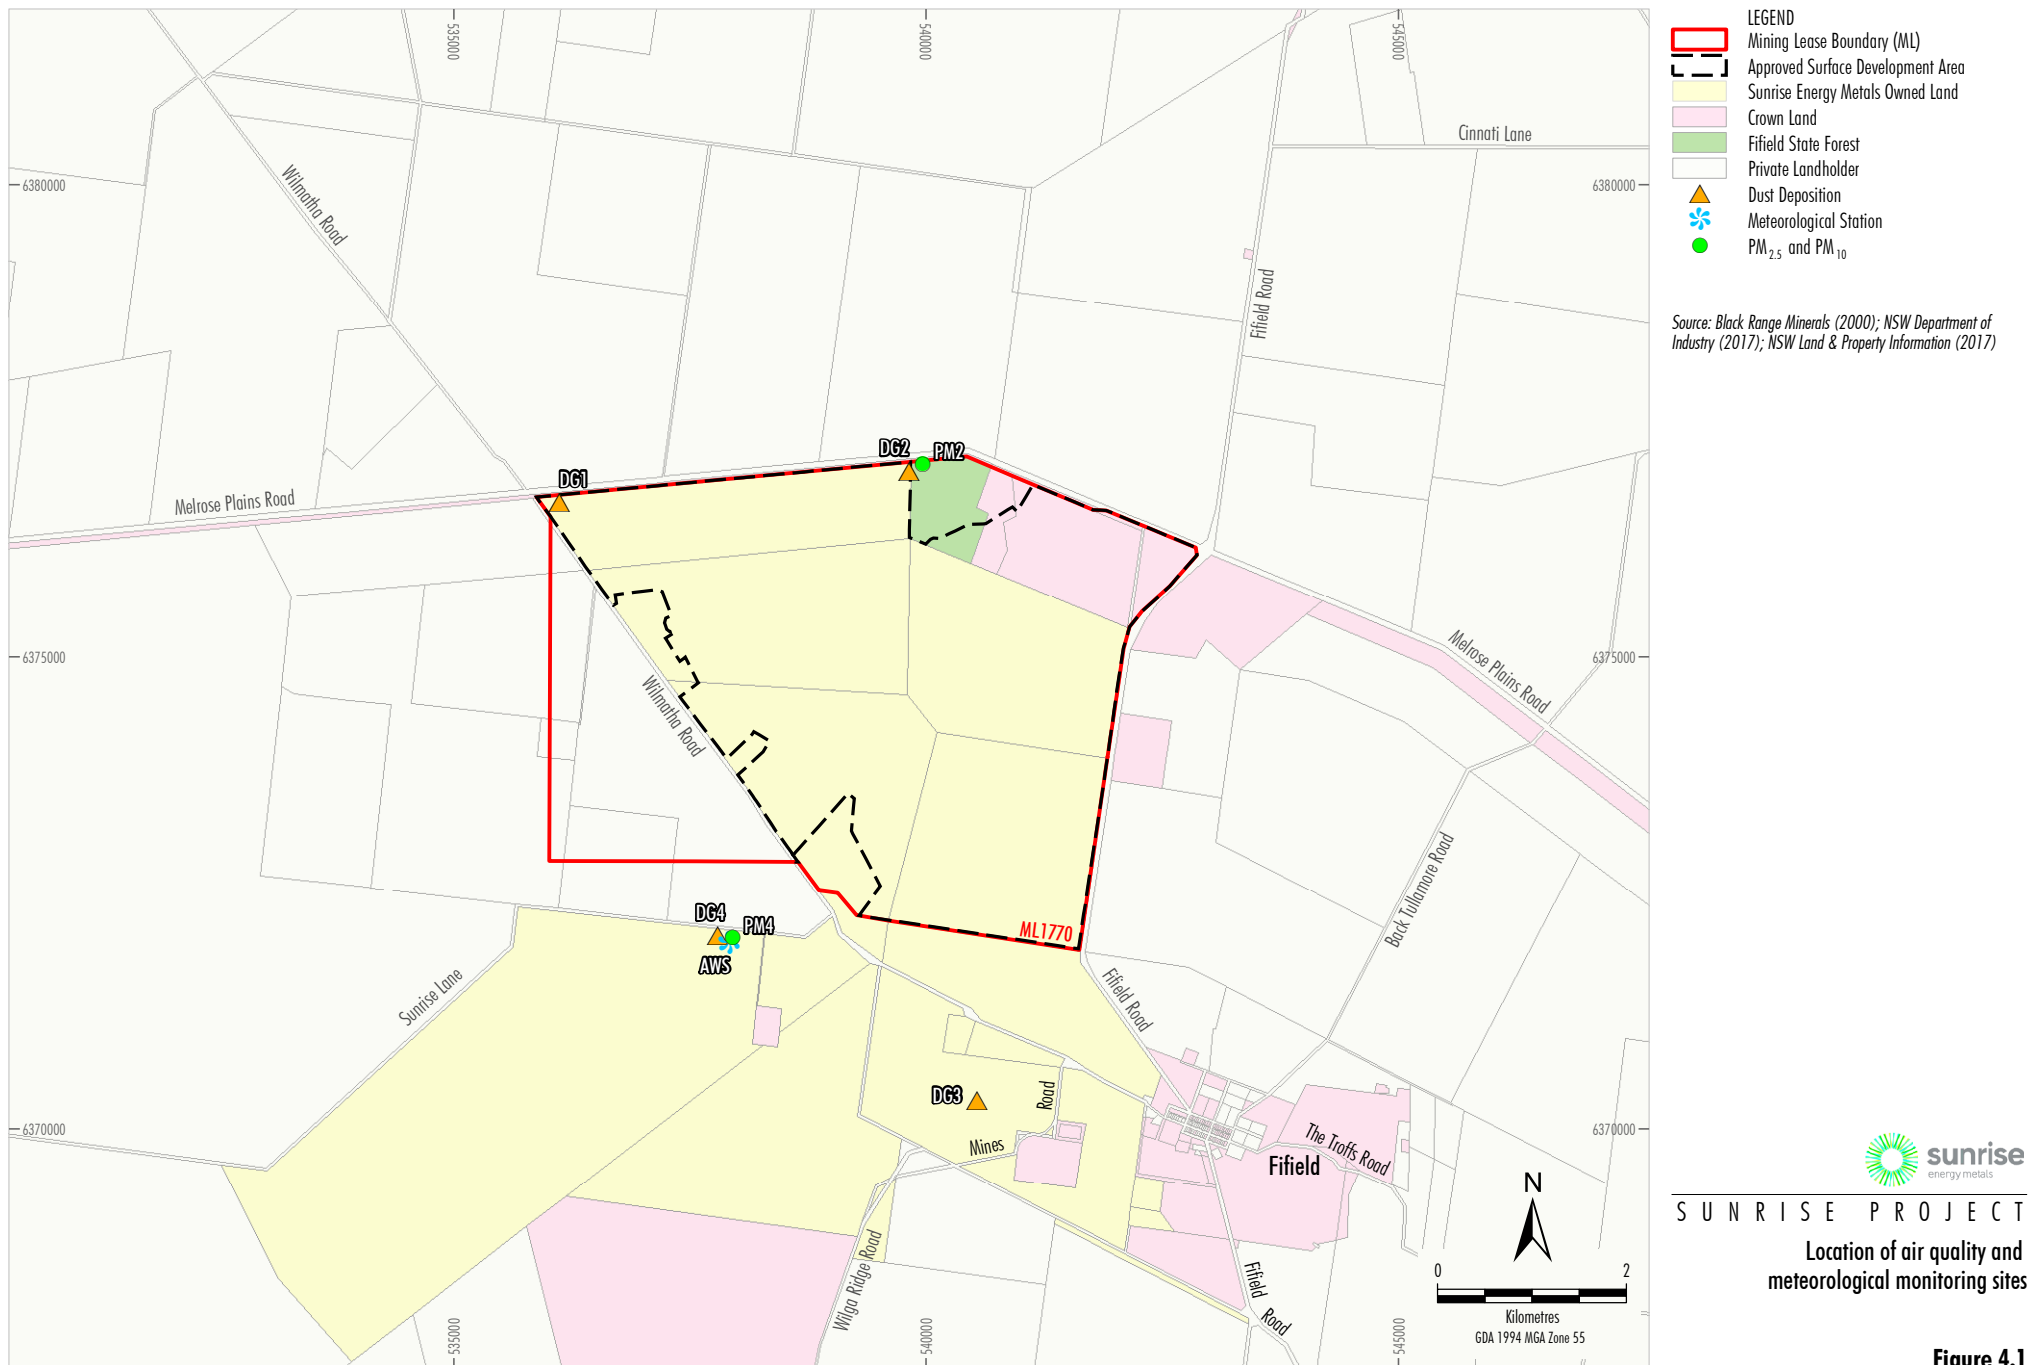 535000
540000
545000
LEGEND
Mining Lease Boundary (ML)
Approved Surface Development Area
Sunrise Energy Metals Owned Land
Crown Land
Fifield State Forest
Private Landholder
Dust Deposition
Meteorological Station
PM2.5 and PM10
Source: Black Range Minerals (2000); NSW Department of
Industry (2017); NSW Land & Property Information (2017)
Cinnati Lane
6380000
6380000
Wilmatha Road
Fifield Road
DG2
PM2
DG1
Melrose Plains Road
6375000
6375000
Melrose Plains Road
Wilmatha Road
Back Tullamore Road
DG4
PM4
ML1770
AWS
Sunrise Lane
Fifield Road
DG3
Road
Mines
6370000
6370000
The Troffs Road
Fifield
Wilga Ridge Road
Fifield Road
N
0 2
Kilometres
GDA 1994 MGA Zone 55
535000
540000
545000
sunrise
energy metals
SUNRISE PROJECT
Location of air quality and
meteorological monitoring sites
Figure 4.1